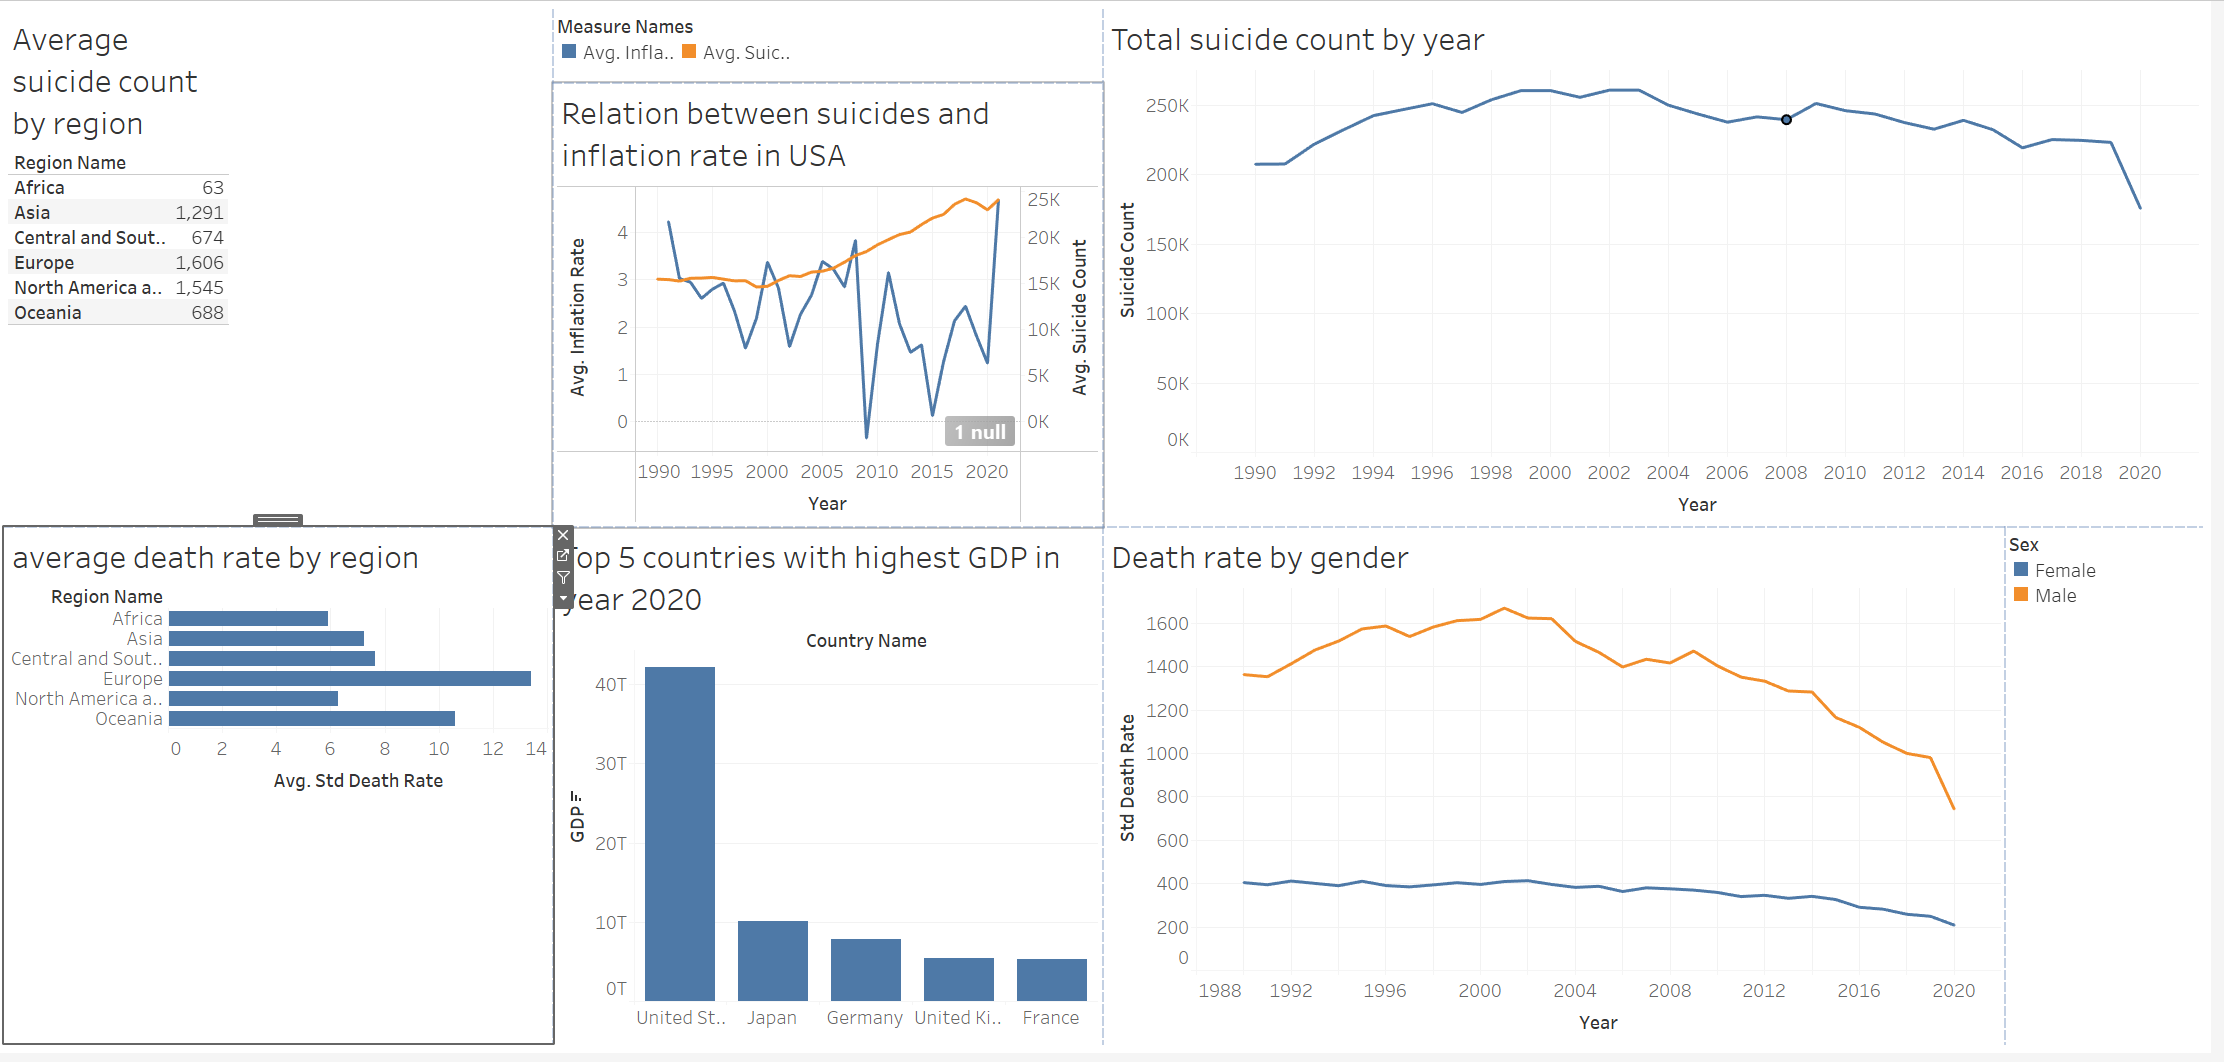 Average
suicide count
by region
Region Name
Africa 63
Asia 1,291
Central and Sout.. 674
Europe 1,606
North America a.. 1,545
Oceania 688
Measure Names
Avg. Infla.. Avg. Suic..
Relation between suicides and
inflation rate in USA
Avg. Inflation Rate
4
3
2
1
0
25K
20K
15K
10K
5K
0K
Avg. Suicide Count
1 null
1990 1995 2000 2005 2010 2015 2020
Year
Total suicide count by year
Suicide Count
250K
200K
150K
100K
50K
0K
1990 1992 1994 1996 1998 2000 2002 2004 2006 2008 2010 2012 2014 2016 2018 2020
Year
average death rate by region
Region Name
Africa
Asia
Central and Sout..
Europe
North America a..
Oceania
0 2 4 6 8 10 12 14
Avg. Std Death Rate
Top 5 countries with highest GDP in
year 2020
Country Name
GDP
40T
30T
20T
10T
0T
United St.. Japan Germany United Ki.. France
Death rate by gender
Std Death Rate
1600
1400
1200
1000
800
600
400
200
0
1988 1992 1996 2000 2004 2008 2012 2016 2020
Year
Sex
Female
Male